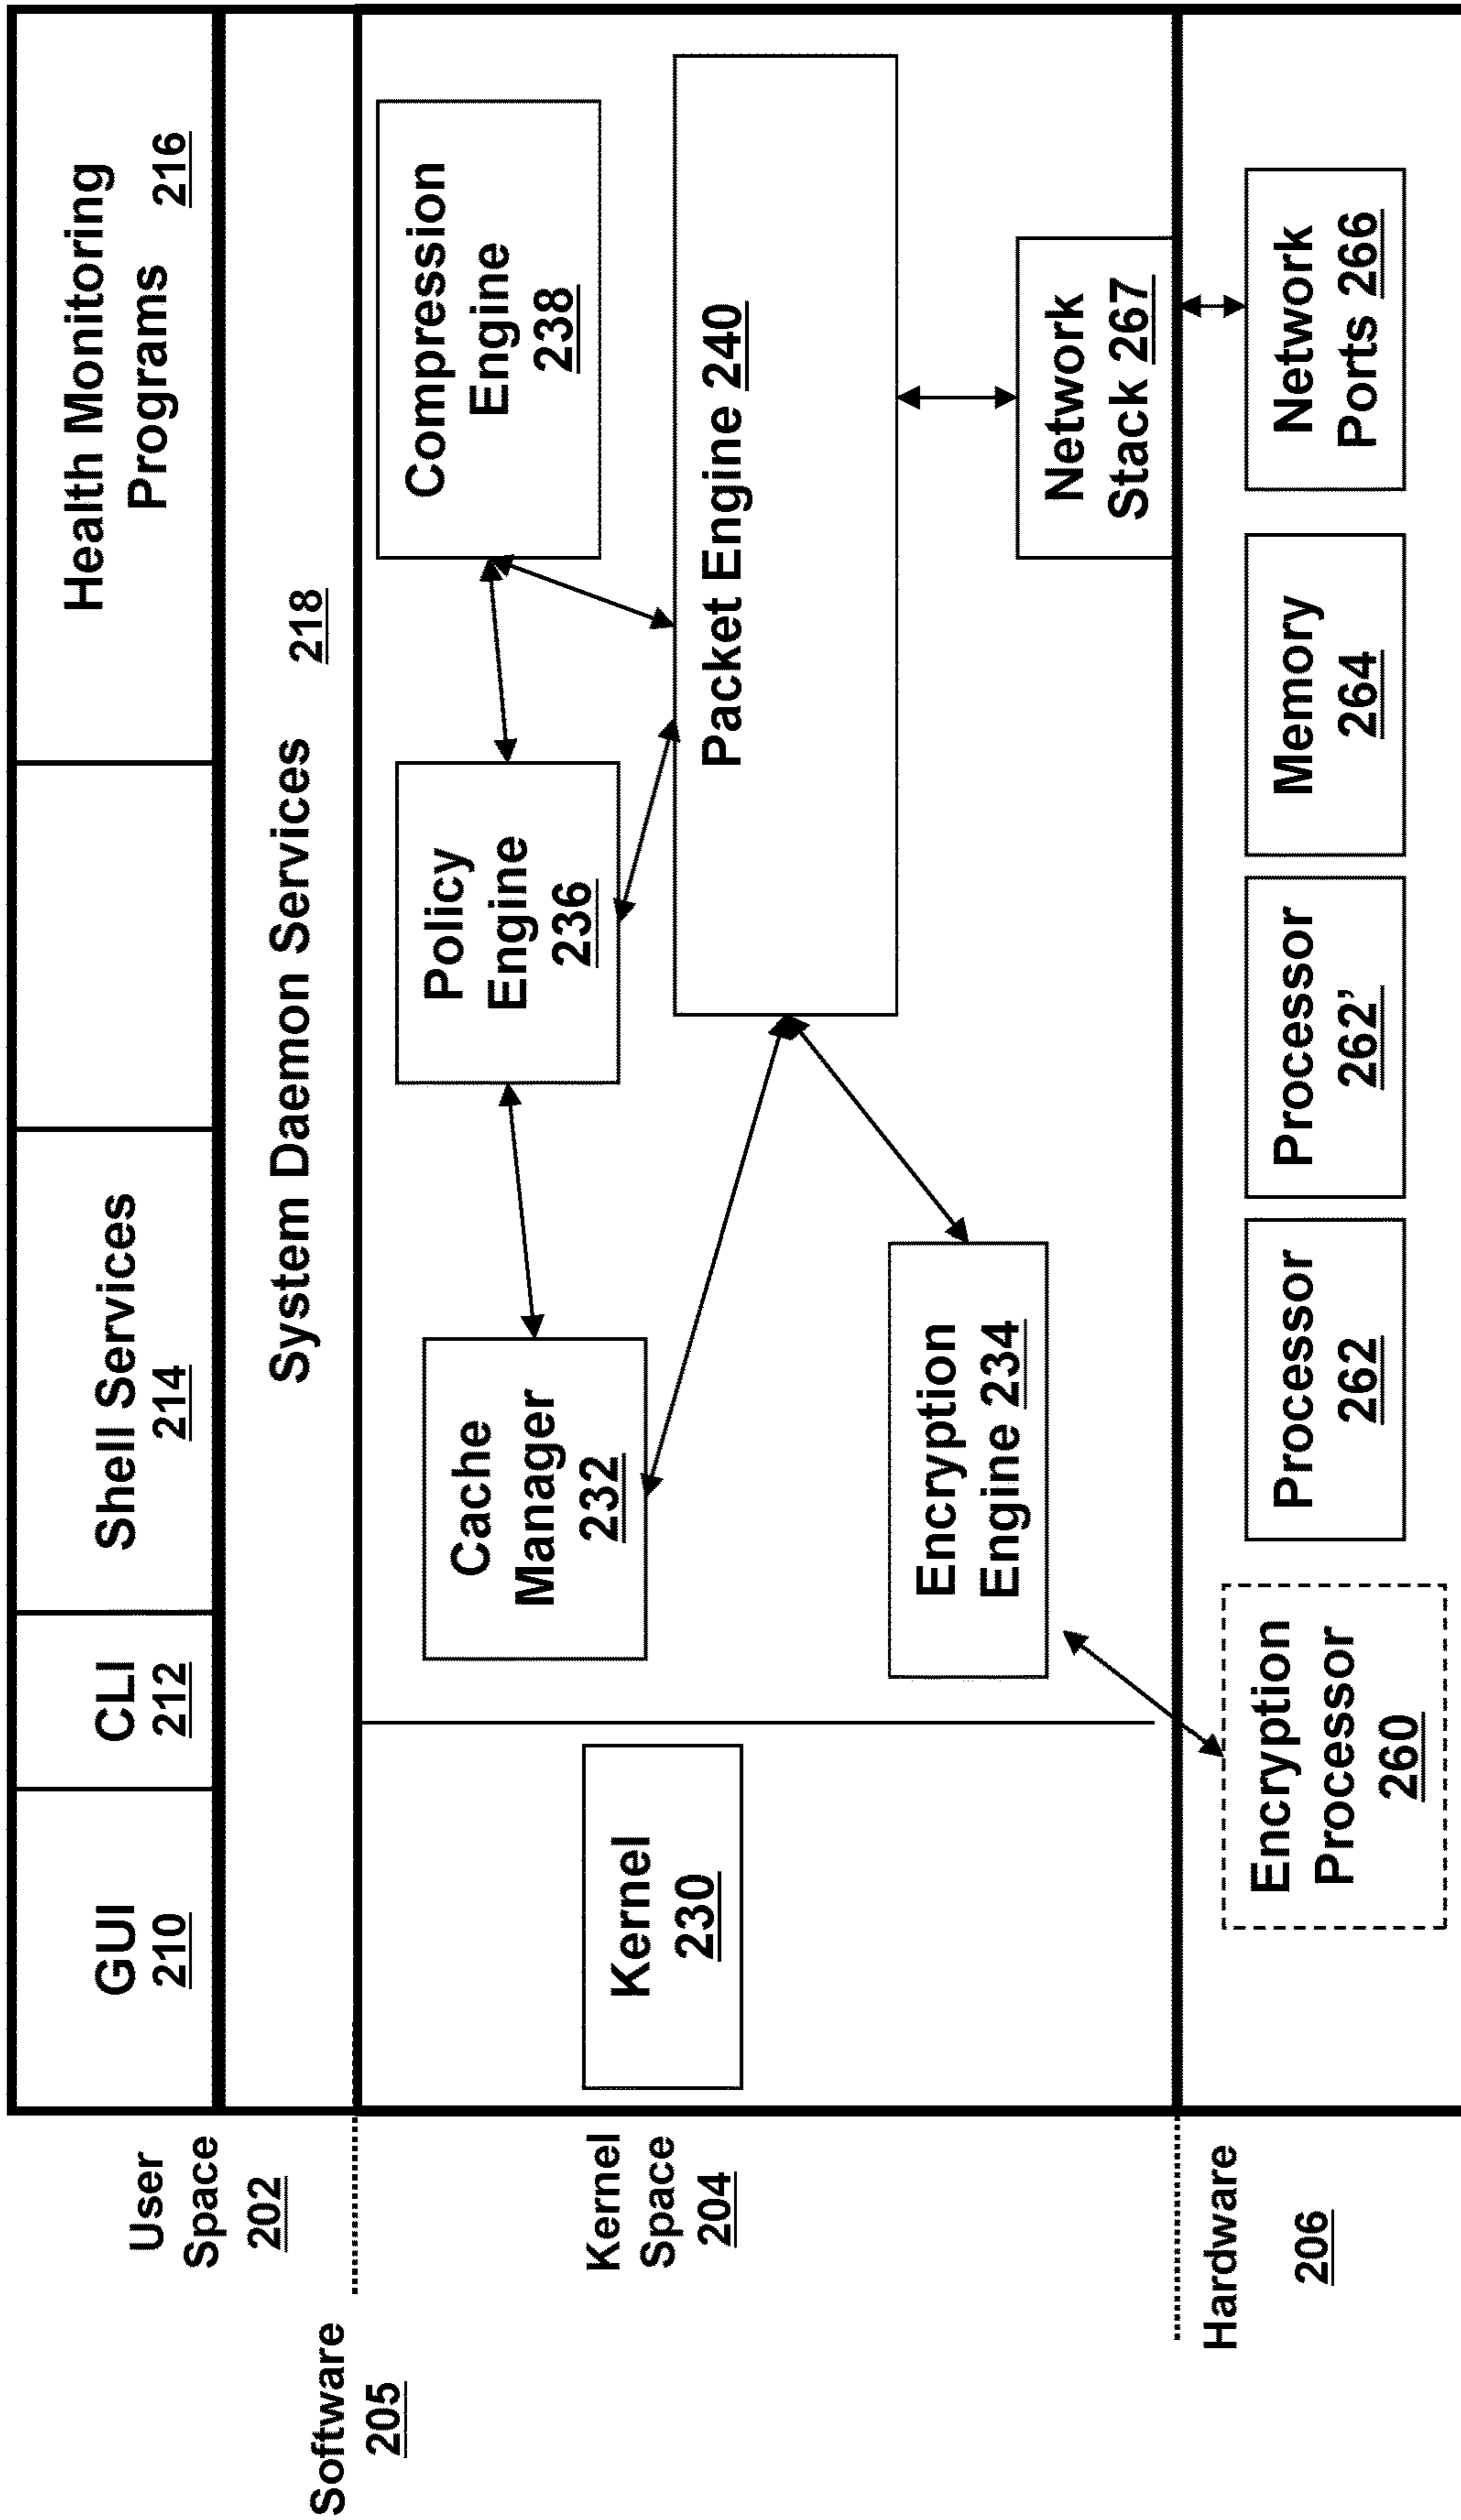 User
Space
202
GUI
210
CLI
212
Shell Services
214
Health Monitoring
Programs
216
System Daemon Services
218
Software
205
Kernel
Space
204
Kernel
230
Cache
Manager
232
Policy
Engine
236
Compression
Engine
238
Packet Engine 240
Encryption
Engine 234
Network
Stack 267
Hardware
206
Encryption
Processor
260
Processor
262
Processor
262’
Memory
264
Network
Ports 266